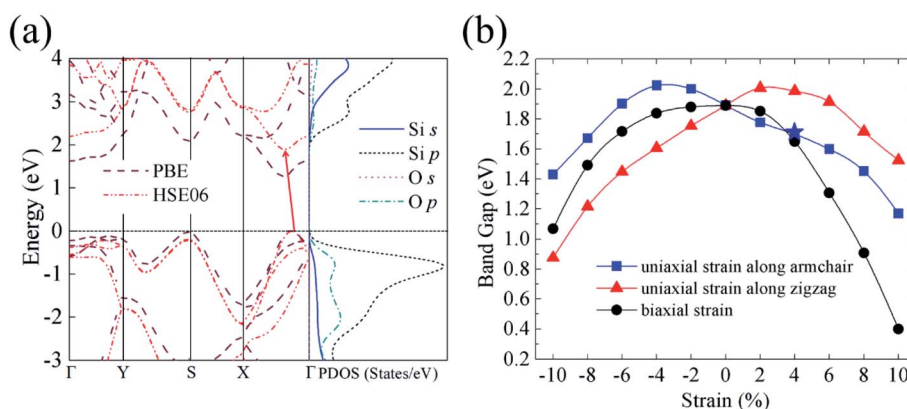 (a)
Energy (eV)
4
3
2
1
0
-1
-2
-3
PBE
HSE06
Si s
Si p
O s
O p
Γ Y S X Γ PDOS (States/eV)
(b)
Band Gap (eV)
2.2
2.0
1.8
1.6
1.4
1.2
1.0
0.8
0.6
0.4
0.2
uniaxial strain along armchair
uniaxial strain along zigzag
biaxial strain
-10 -8 -6 -4 -2 0 2 4 6 8 10
Strain (%)